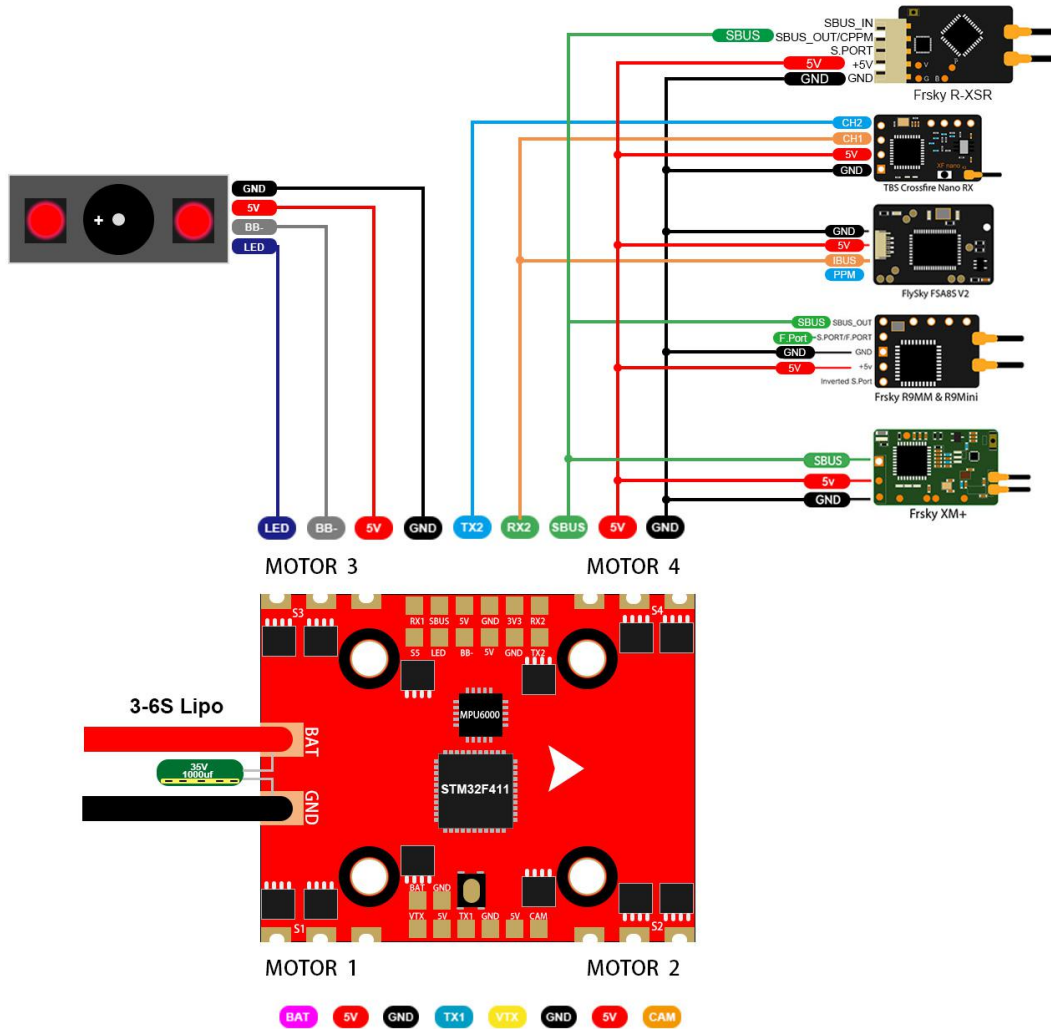 SBUS_IN
SBUS SBUS_OUT/CPPM
S.PORT
5V +5V
GND GND
V P
G B
Frsky R-XSR
CH2
CH1
5V
GND
XF nano
TBS Crossfire Nano RX
GND
5V
BB-
LED
+
GND
5V
IBUS
PPM
FlySky FSA8S V2
SBUS SBUS_OUT
F.Port S.PORT/F.PORT
GND GND
5V +5v
Inverted S.Port
Frsky R9MM & R9Mini
SBUS
5v
GND
Frsky XM+
LED BB- 5V GND TX2 RX2 SBUS 5V GND
MOTOR 3 MOTOR 4
S3 S4
RX1 SBUS 5V GND 3V3 RX2
S5 LED BB- 5V GND TX2
MPU6000
3-6S Lipo
BAT
35V
1000uf
STM32F411
GND
BAT GND
VTX 5V TX1 GND 5V CAM
S1 S2
MOTOR 1 MOTOR 2
BAT 5V GND TX1 VTX GND 5V CAM